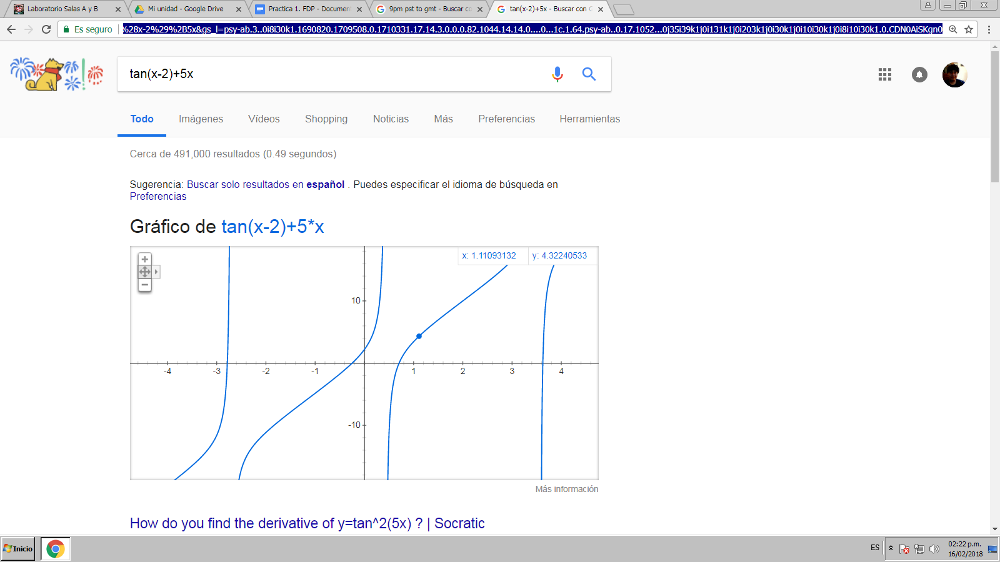 Laboratorio Salas A y B
Mi unidad - Google Drive
Practica 1. FDP - Document
9pm pst to gmt - Buscar co
tan(x-2)+5x - Buscar con G
Es seguro
%28x-2%29%2B5x&gs_l=psy-ab.3..0i8i30k1.1690820.1709508.0.1710331.17.14.3.0.0.0.82.1044.14.14.0....0...1c.1.64.psy-ab..0.17.1052...0j35i39k1j0i131k1j0i203k1j0i30k1j0i10i30k1j0i8i10i30k1.0.CDN0AiSKgn0
tan(x-2)+5x
Todo
Imágenes
Vídeos
Shopping
Noticias
Más
Preferencias
Herramientas
Cerca de 491,000 resultados (0.49 segundos)
Sugerencia: Buscar solo resultados en español . Puedes especificar el idioma de búsqueda en
Preferencias
Gráfico de tan(x-2)+5*x
x: 1.11093132
y: 4.32240533
10
-4
-3
-2
-1
1
2
3
4
-10
Más información
How do you find the derivative of y=tan^2(5x) ? | Socratic
Inicio
ES
02:22 p.m.
16/02/2018